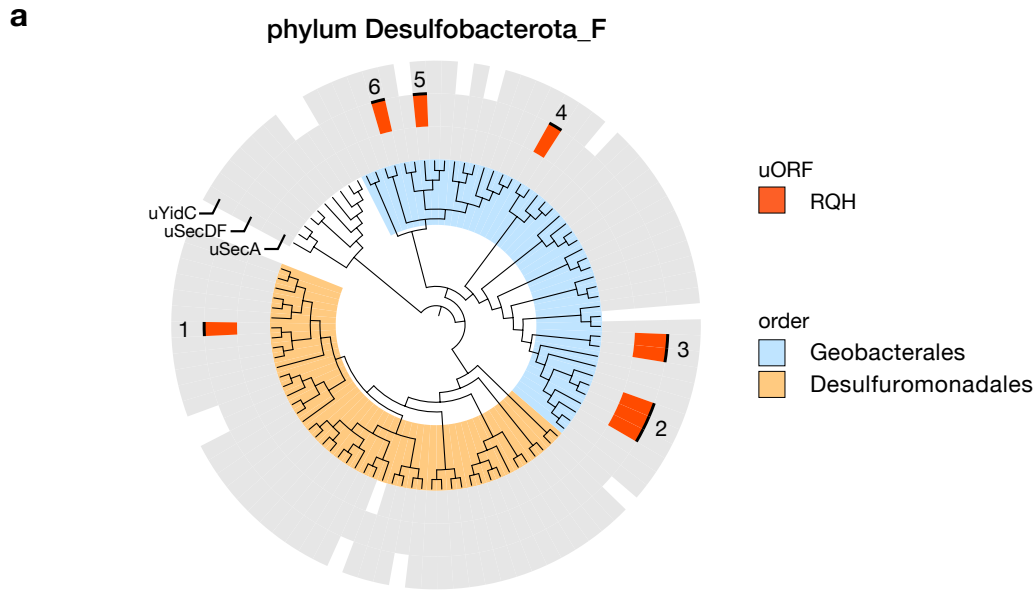 a
phylum Desulfobacterota_F
6
5
4
uORF
RQH
uYidC
uSecDF
uSecA
1
3
2
order
Geobacterales
Desulfuromonadales